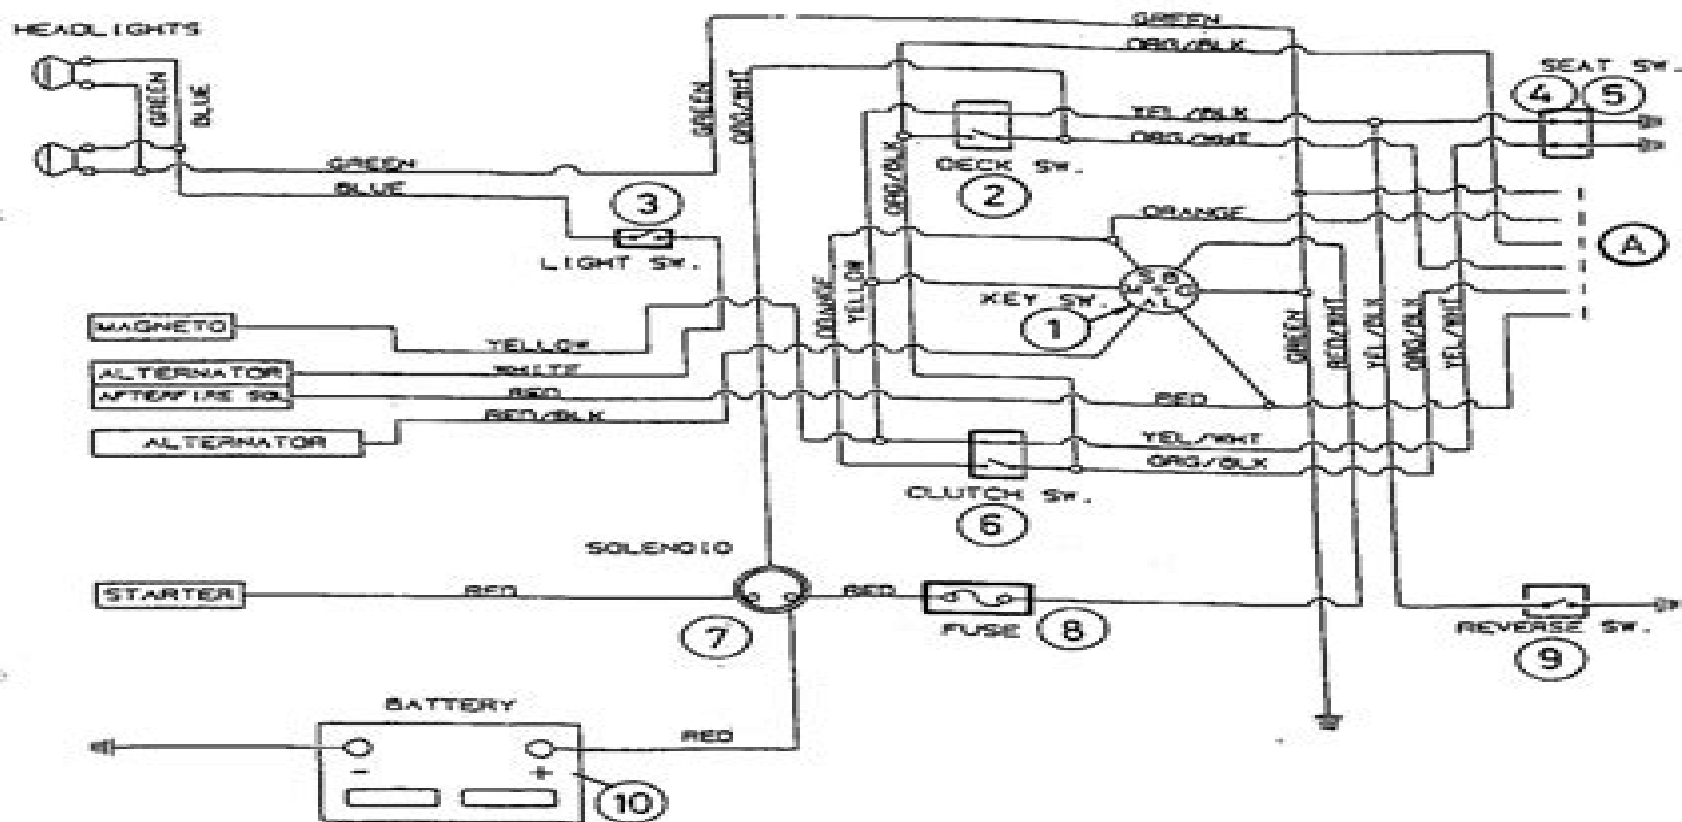 HEADLIGHTS
GREEN
BLUE
GREEN
BLUE
3
LIGHT SW.
GREEN
ORG/WHT
GREEN
ORG/BLK
YEL/BLK
ORG/WHT
DECK SW.
2
ORG/BLK
SEAT SW.
4
5
ORANGE
A
KEY SW.
1
ORANGE
YELLOW
GREEN
RED/WHT
YEL/BLK
ORG/BLK
YEL/WHT
MAGNETO
YELLOW
ALTERNATOR
WHITE
AFTERFIRE SOL
RED
RED
ALTERNATOR
RED/BLK
YEL/WHT
ORG/BLK
CLUTCH SW.
6
SOLENOID
STARTER
RED
7
RED
FUSE
8
REVERSE SW.
9
BATTERY
RED
-
+
10